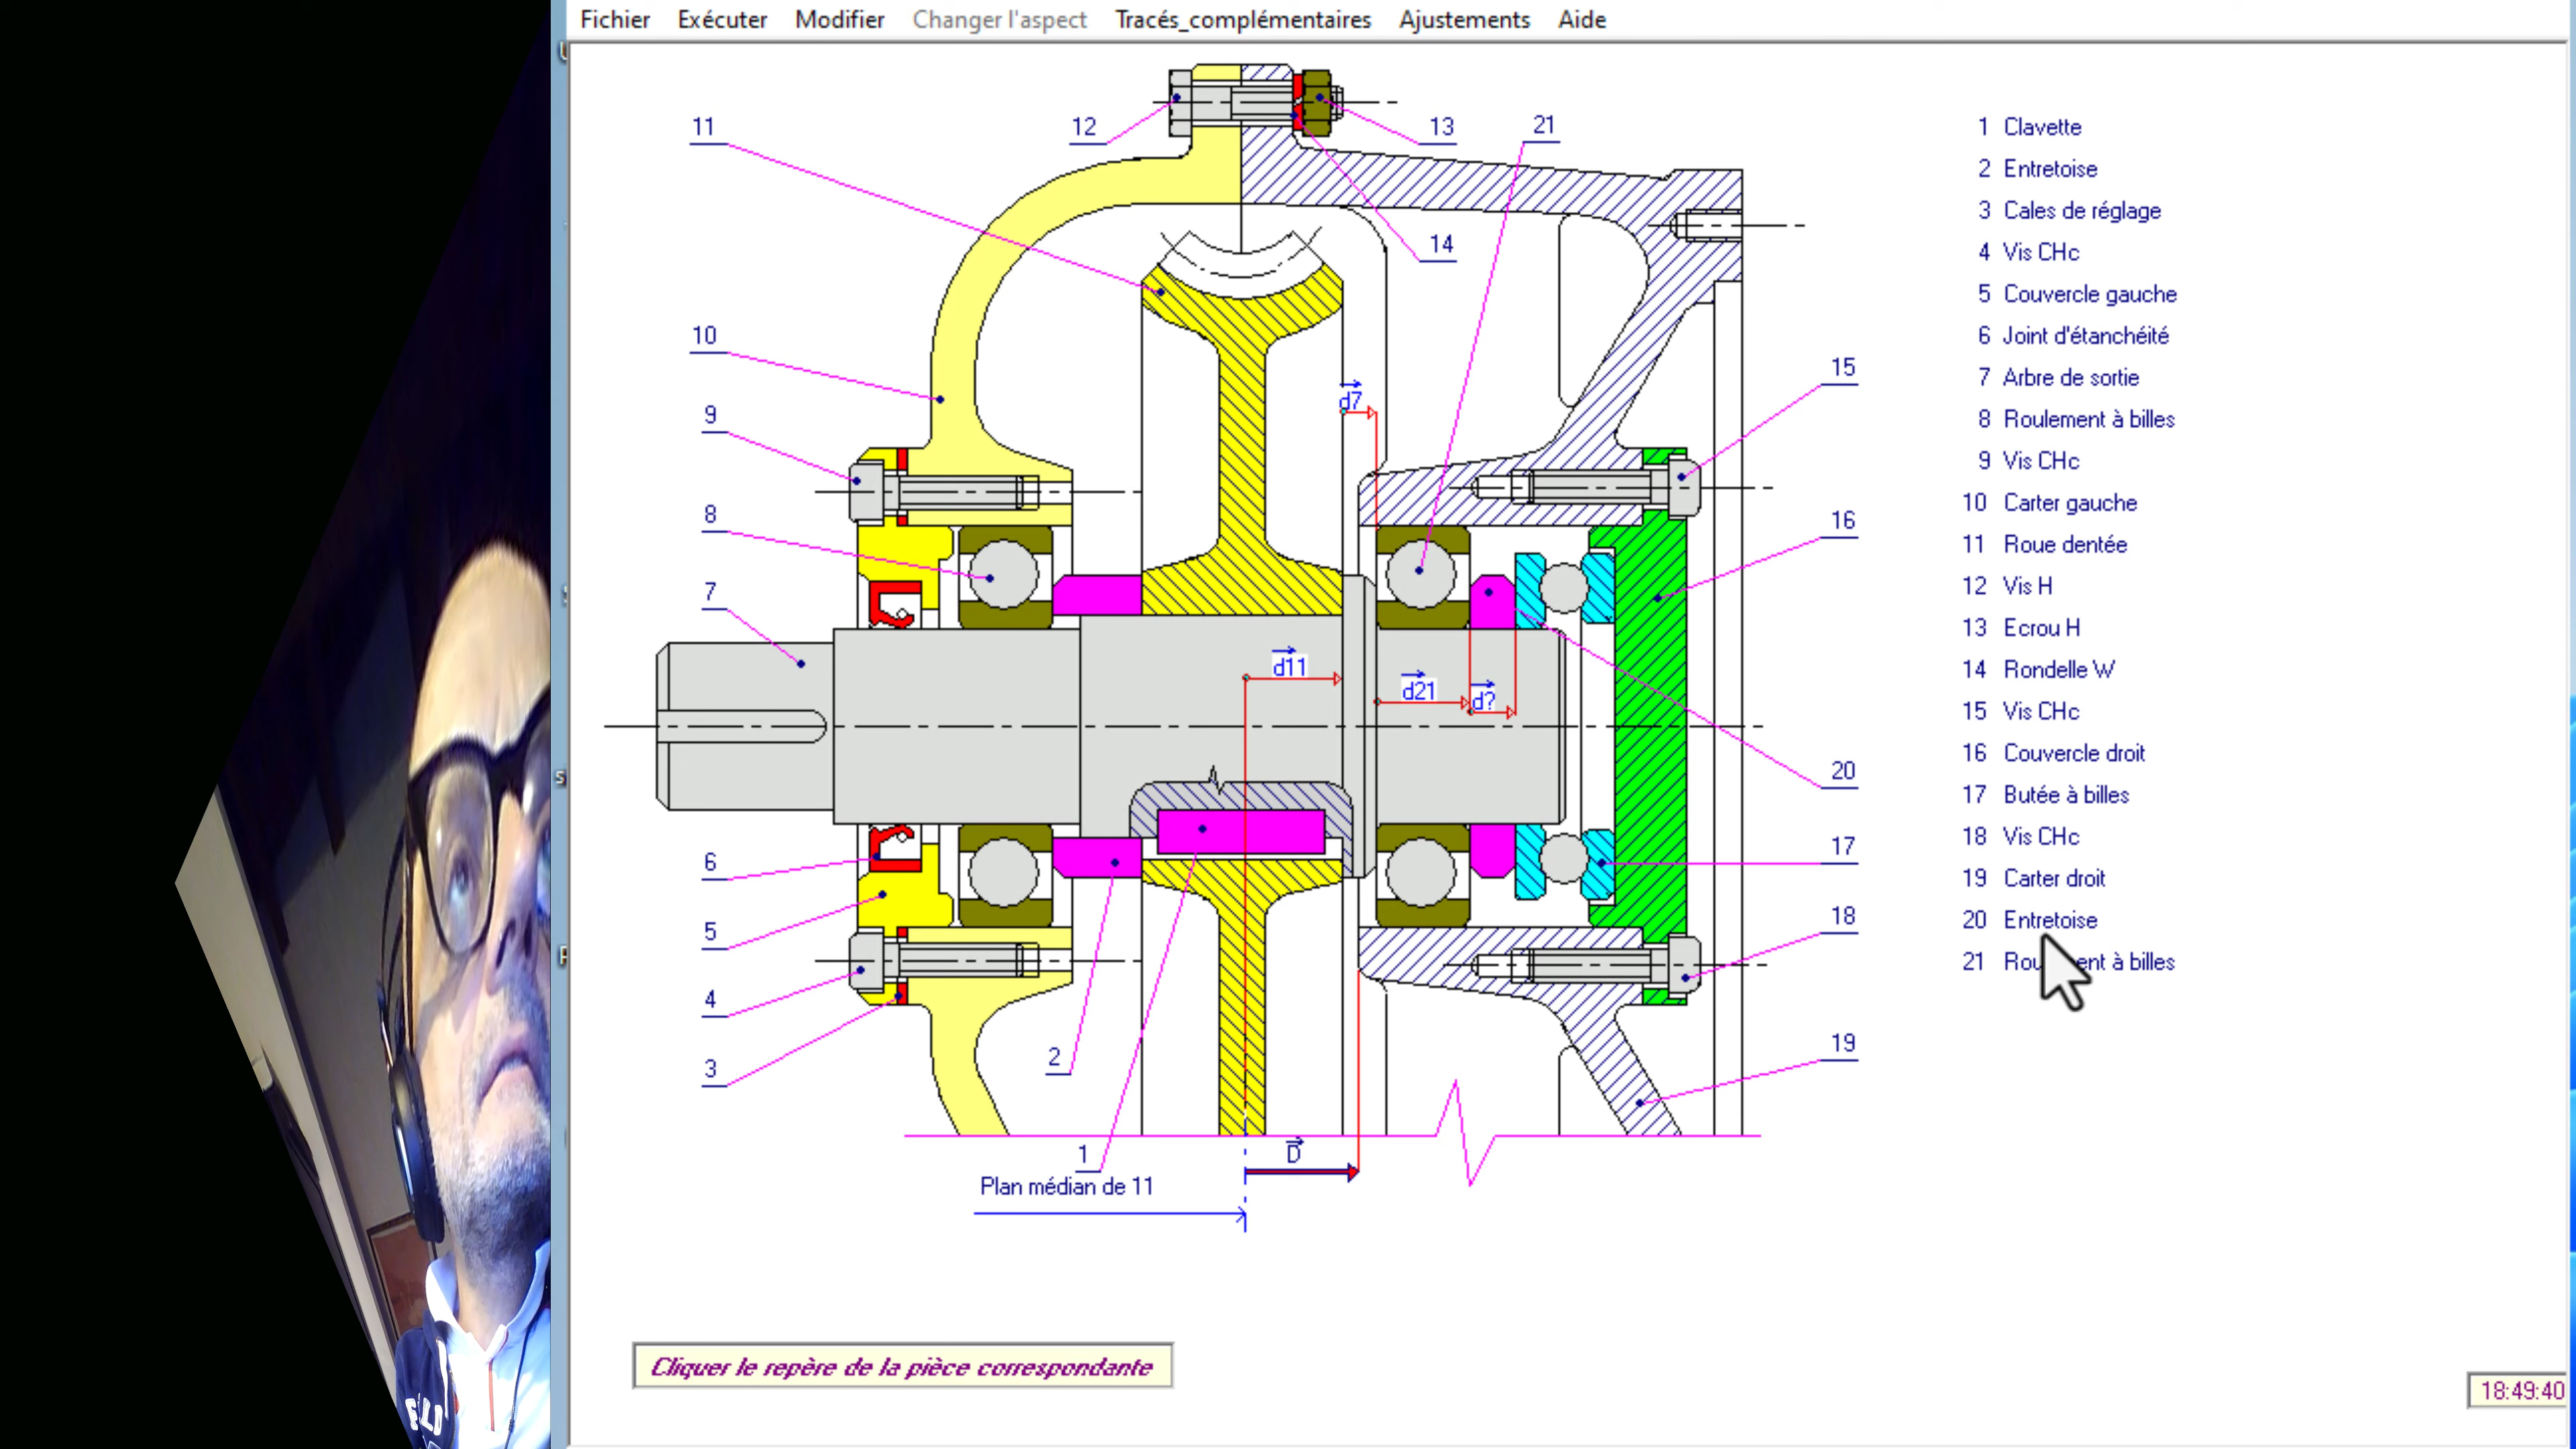 Fichier Exécuter Modifier Changer l'aspect Tracés_complémentaires Ajustements Aide
11
12
13
21
14
10
9
8
7
6
5
4
3
2
1
15
16
20
17
18
19
d7
d11
d21
d?
D
Plan médian de 11
1 Clavette
2 Entretoise
3 Cales de réglage
4 Vis CHc
5 Couvercle gauche
6 Joint d'étanchéité
7 Arbre de sortie
8 Roulement à billes
9 Vis CHc
10 Carter gauche
11 Roue dentée
12 Vis H
13 Ecrou H
14 Rondelle W
15 Vis CHc
16 Couvercle droit
17 Butée à billes
18 Vis CHc
19 Carter droit
20 Entretoise
21 Roulement à billes
Cliquer le repère de la pièce correspondante
18:49:40